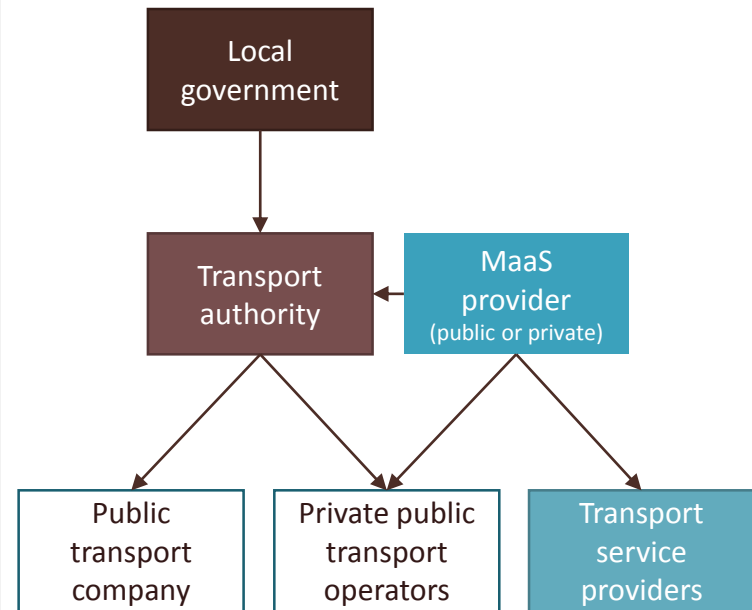 Local
government
Transport
authority
MaaS
provider
(public or private)
Public
transport
company
Private public
transport
operators
Transport
service
providers